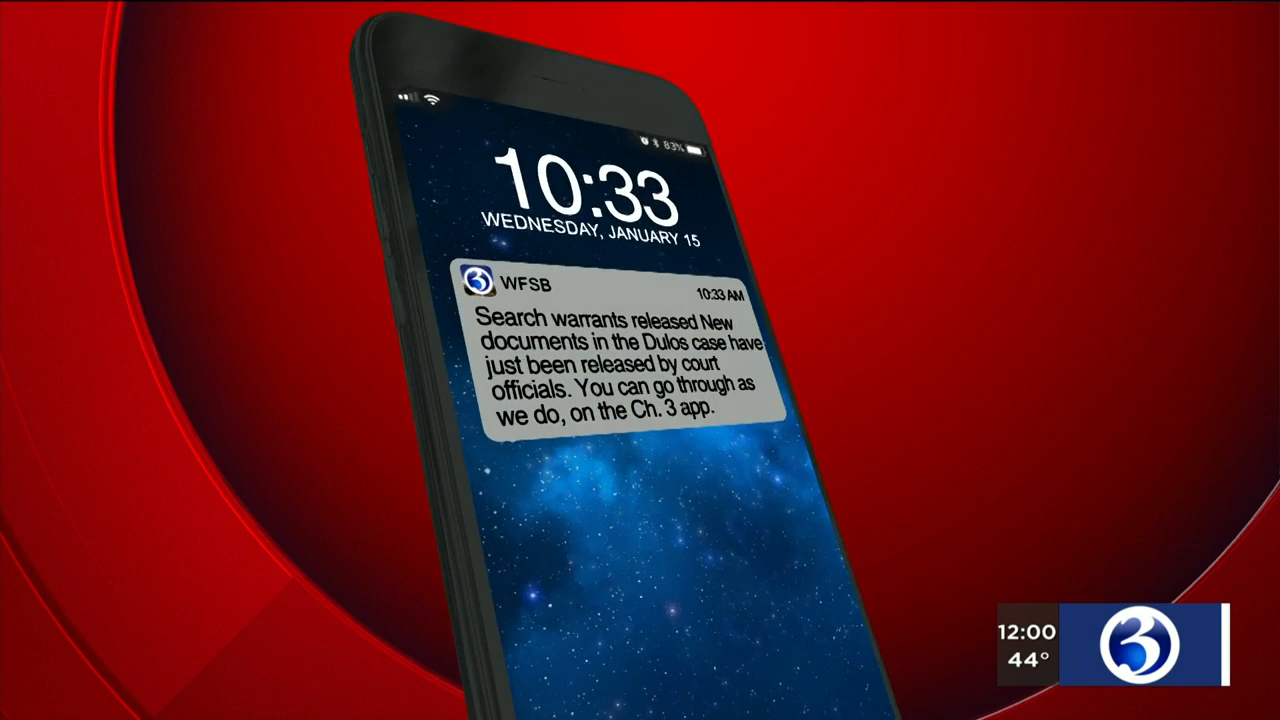 83%
10:33
WEDNESDAY, JANUARY 15
WFSB
10:33 AM
Search warrants released New
documents in the Dulos case have
just been released by court
officials. You can go through as
we do, on the Ch. 3 app.
12:00
44°
3